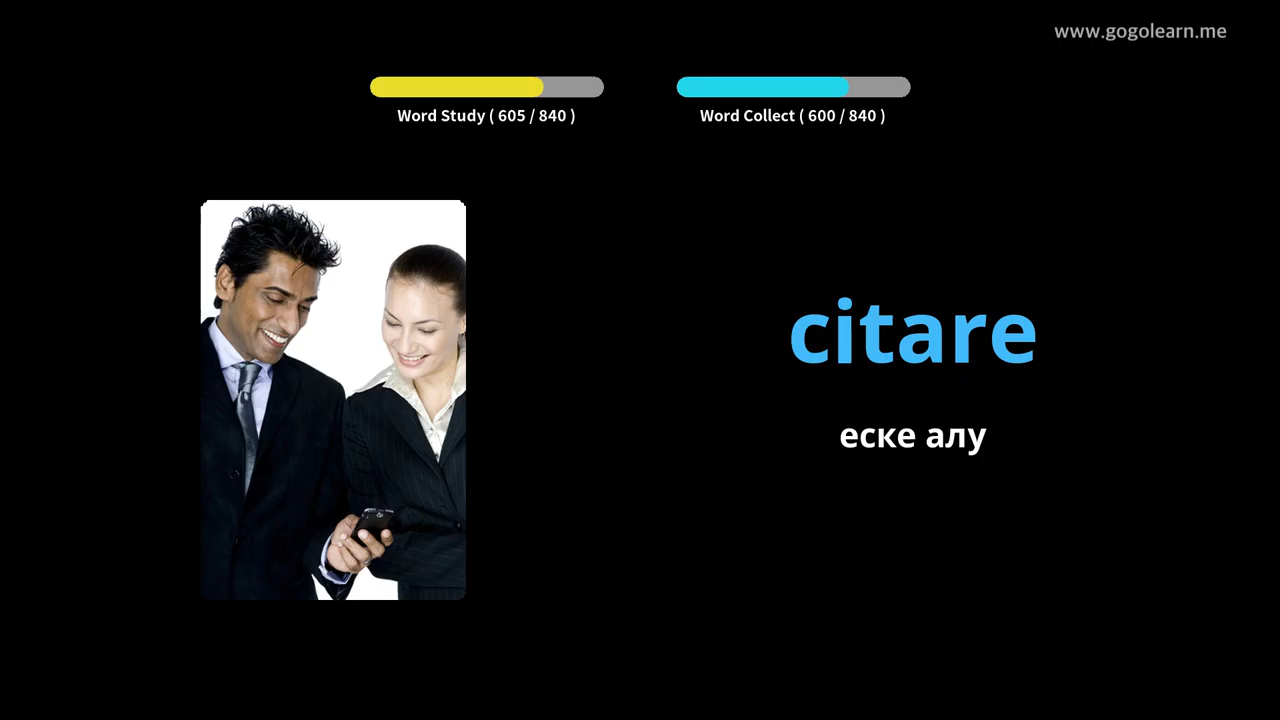 www.gogolearn.me
Word Study ( 605 / 840 )
Word Collect ( 600 / 840 )
citare
еске алу